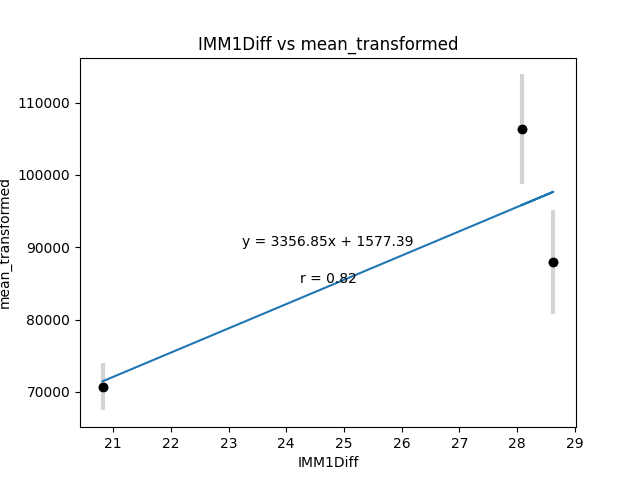 IMM1Diff vs mean_transformed
mean_transformed
110000
100000
90000
80000
70000
y = 3356.85x + 1577.39
r = 0.82
21 22 23 24 25 26 27 28 29
IMM1Diff